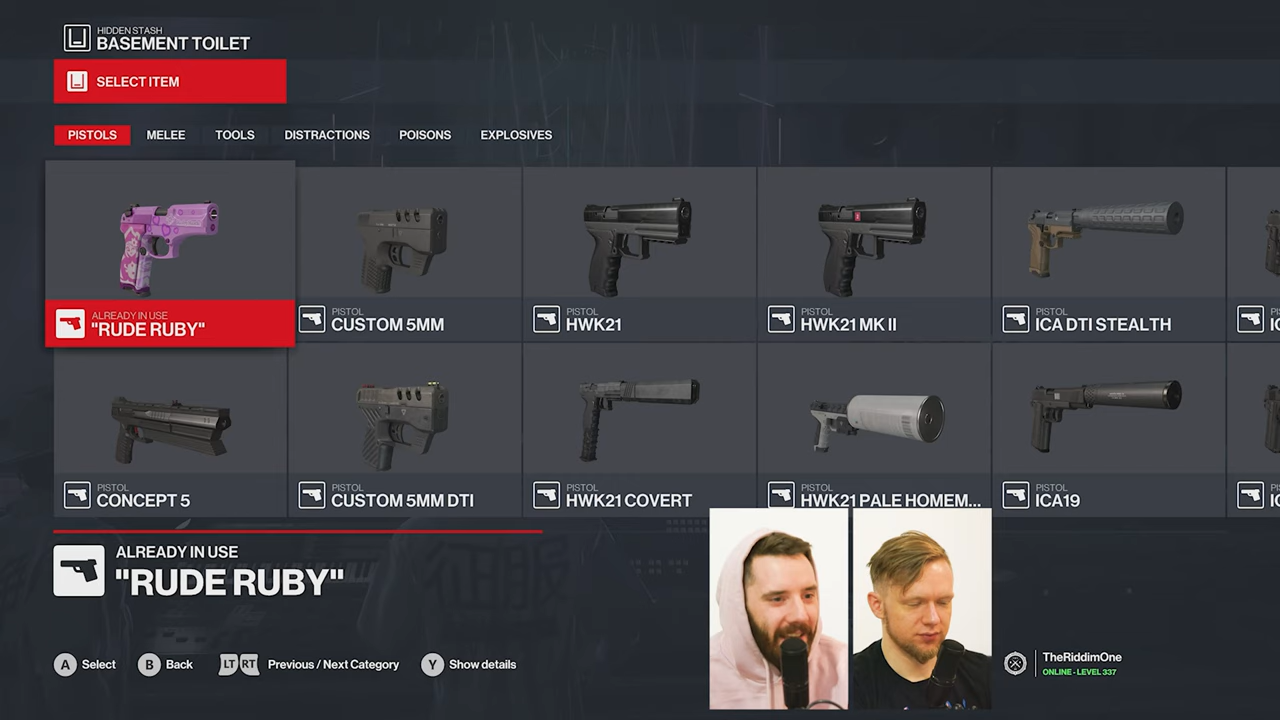 HIDDEN STASH
BASEMENT TOILET
SELECT ITEM
PISTOLS MELEE TOOLS DISTRACTIONS POISONS EXPLOSIVES
ALREADY IN USE
"RUDE RUBY"
PISTOL
CUSTOM 5MM
PISTOL
HWK21
PISTOL
HWK21 MK II
PISTOL
ICA DTI STEALTH
PISTOL
CONCEPT 5
PISTOL
CUSTOM 5MM DTI
PISTOL
HWK21 COVERT
PISTOL
HWK21 PALE HOMEM...
PISTOL
ICA19
ALREADY IN USE
"RUDE RUBY"
征服
A Select B Back LT RT Previous / Next Category Y Show details
TheRiddimOne
ONLINE - LEVEL 337